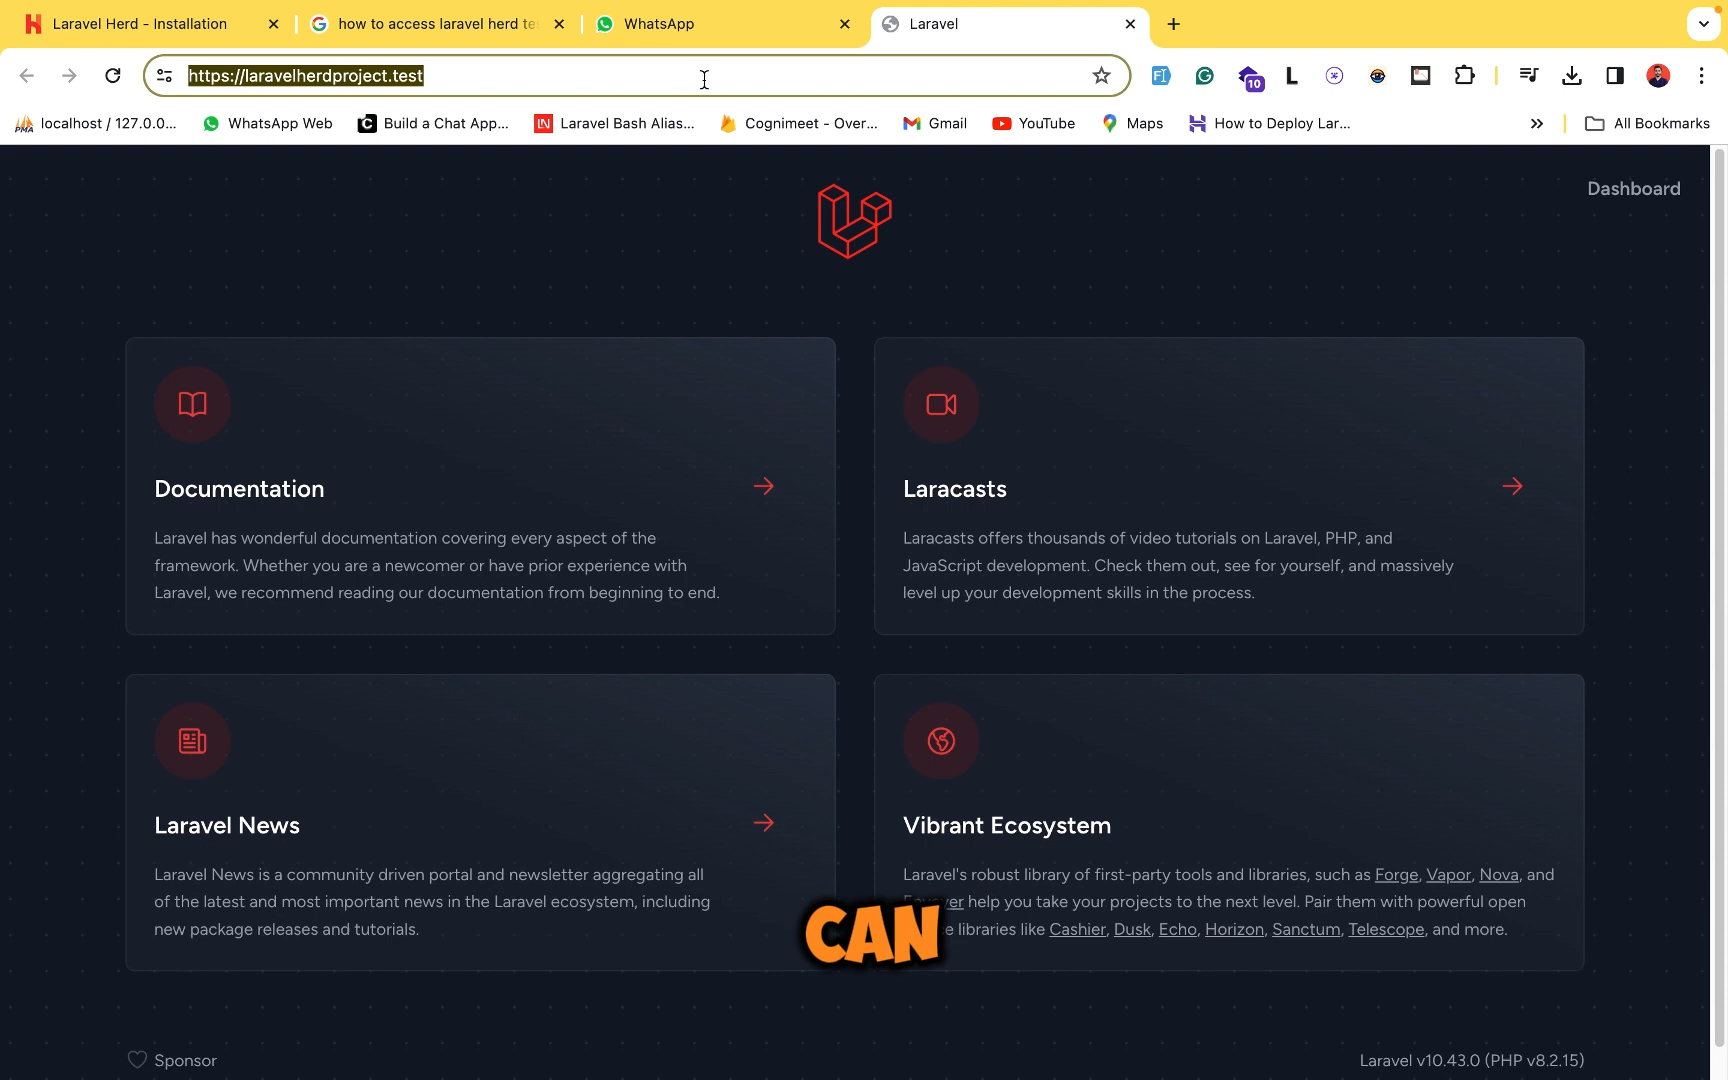 Laravel Herd - Installation
how to access laravel herd te
WhatsApp
Laravel
https://laravelherdproject.test
10
localhost / 127.0.0...
WhatsApp Web
Build a Chat App...
Laravel Bash Alias...
Cognimeet - Over...
Gmail
YouTube
Maps
How to Deploy Lar...
All Bookmarks
Dashboard
Documentation
Laravel has wonderful documentation covering every aspect of the
framework. Whether you are a newcomer or have prior experience with
Laravel, we recommend reading our documentation from beginning to end.
Laracasts
Laracasts offers thousands of video tutorials on Laravel, PHP, and
JavaScript development. Check them out, see for yourself, and massively
level up your development skills in the process.
Laravel News
Laravel News is a community driven portal and newsletter aggregating all
of the latest and most important news in the Laravel ecosystem, including
new package releases and tutorials.
Vibrant Ecosystem
Laravel's robust library of first-party tools and libraries, such as Forge, Vapor, Nova, and
help you take your projects to the next level. Pair them with powerful open
libraries like Cashier, Dusk, Echo, Horizon, Sanctum, Telescope, and more.
CAN
Sponsor
Laravel v10.43.0 (PHP v8.2.15)